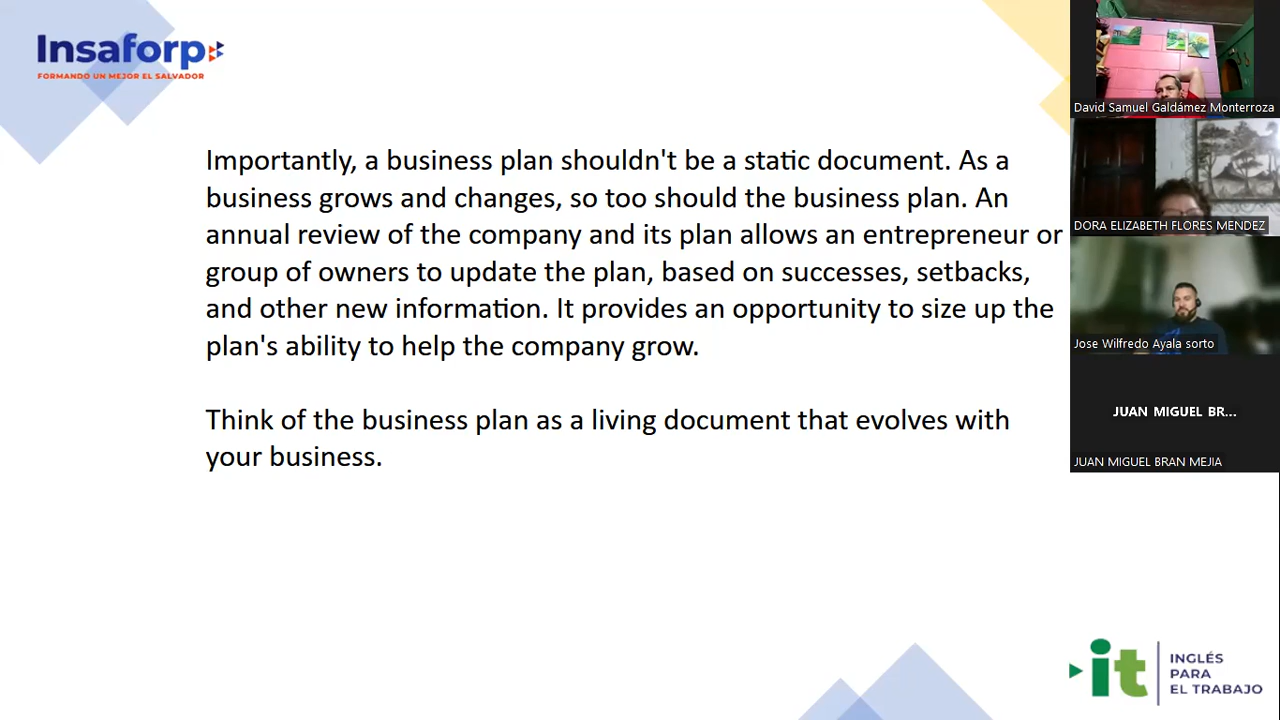 Insaforp
FORMANDO UN MEJOR EL SALVADOR
Importantly, a business plan shouldn't be a static document. As a
business grows and changes, so too should the business plan. An
annual review of the company and its plan allows an entrepreneur or
group of owners to update the plan, based on successes, setbacks,
and other new information. It provides an opportunity to size up the
plan's ability to help the company grow.
Think of the business plan as a living document that evolves with
your business.
David Samuel Galdámez Monterroza
DORA ELIZABETH FLORES MENDEZ
Jose Wilfredo Ayala sorto
JUAN MIGUEL BR...
JUAN MIGUEL BRAN MEJIA
it
INGLÉS
PARA
EL TRABAJO